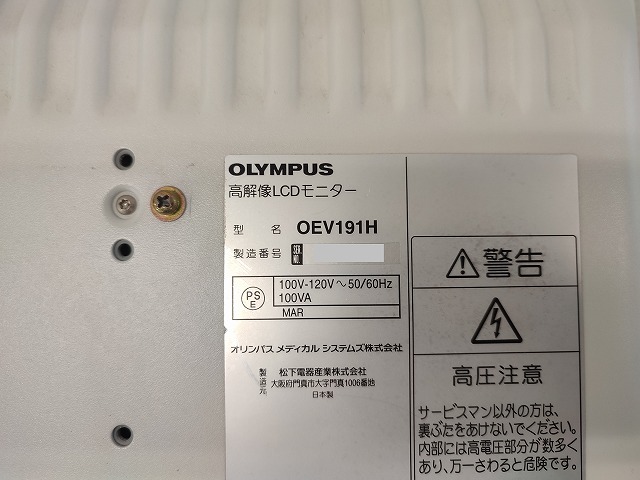 OLYMPUS
高解像LCDモニター
型 名 OEV191H
製造番号 SER. NO.
PS E
100V-120V～50/60Hz
100VA
MAR
オリンパス メディカル システムズ株式会社
製造元 松下電器産業株式会社
大阪府門真市大字門真1006番地
日本製
警告
高圧注意
サービスマン以外の方は、
裏ぶたをあけないでください。
内部には高電圧部分が数多く
あり、万一さわると危険です。